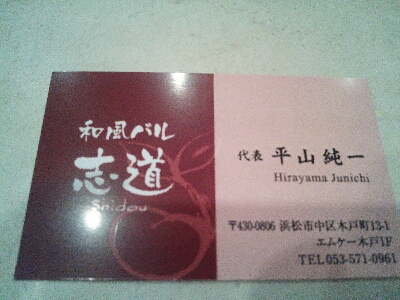 和風バル
志道
Shidou
代表 平山純一
Hirayama Junichi
〒430-0806 浜松市中区木戸町13-1
エムケー木戸1F
TEL 053-571-0961